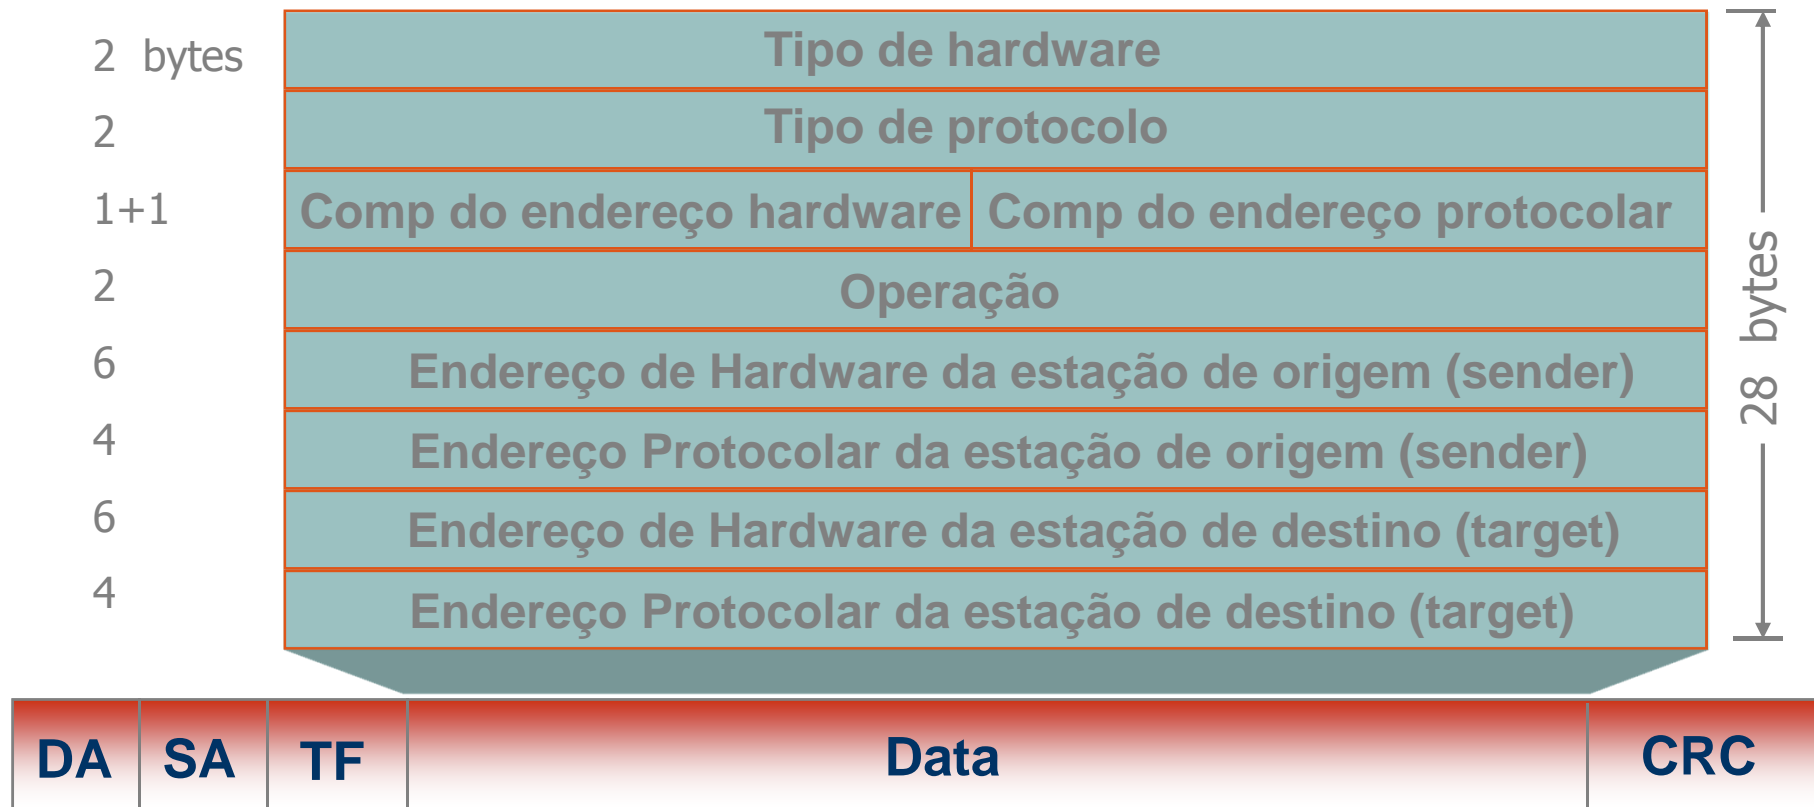 2 bytes Tipo de hardware
2 Tipo de protocolo
1+1 Comp do endereço hardware Comp do endereço protocolar
2 Operação
6 Endereço de Hardware da estação de origem (sender)
4 Endereço Protocolar da estação de origem (sender)
6 Endereço de Hardware da estação de destino (target)
4 Endereço Protocolar da estação de destino (target)
28 bytes
DA SA TF Data CRC